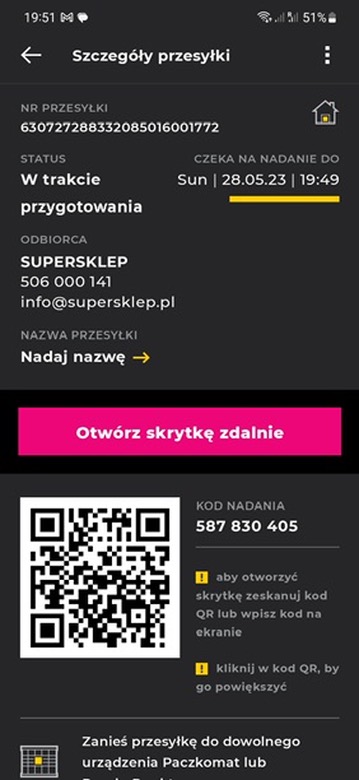 19:51 51%
Szczegóły przesyłki
NR PRZESYŁKI
630727288332085016001772
STATUS CZEKA NA NADANIE DO
W trakcie Sun | 28.05.23 | 19:49
przygotowania
ODBIORCA
SUPERSKLEP
506 000 141
info@supersklep.pl
NAZWA PRZESYŁKI
Nadaj nazwę →
Otwórz skrytkę zdalnie
KOD NADANIA
587 830 405
! aby otworzyć
skrytkę zeskanuj kod
QR lub wpisz kod na
ekranie
! kliknij w kod QR, by
go powiększyć
Zanieś przesyłkę do dowolnego
urządzenia Paczkomat lub